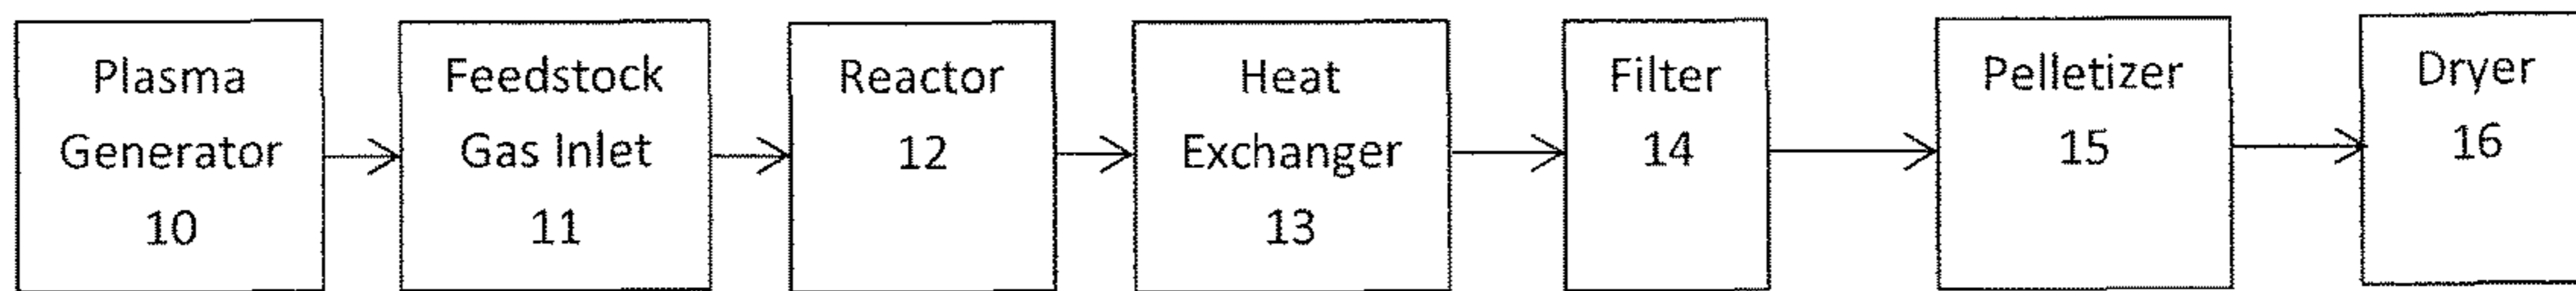 Plasma
Generator
10
Feedstock
Gas Inlet
11
Reactor
12
Heat
Exchanger
13
Filter
14
Pelletizer
15
Dryer
16